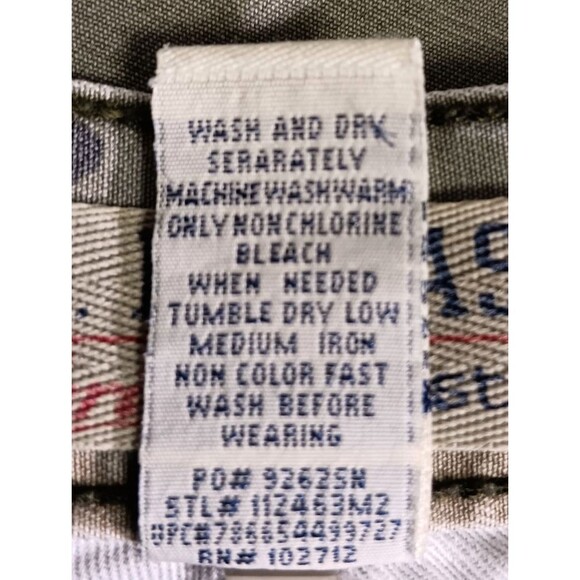 WASH AND DRY
SERARATELY
MACHINE WASH WARM
ONLY NON CHLORINE
BLEACH
WHEN NEEDED
TUMBLE DRY LOW
MEDIUM IRON
NON COLOR FAST
WASH BEFORE
WEARING
PO# 9262SN
STL# 112463M2
UPC#786654499727
RN# 102712
AS